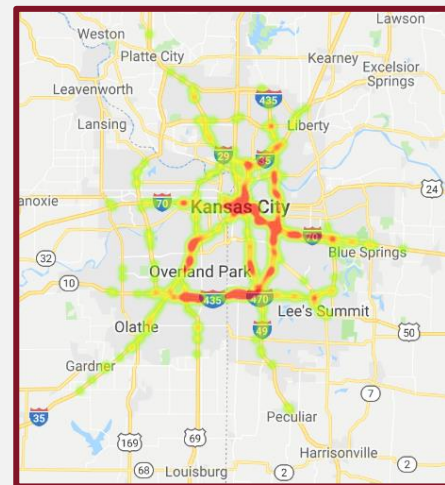 Lawson
Weston
Platte City
Kearney
Excelsior
Springs
Leavenworth
435
Lansing
Liberty
29
35
24
anoxie
70
Kansas City
70
32
Blue Springs
Overland Park
10
435
470
Lee's Summit
Olathe
49
50
Gardner
7
35
Peculiar
169
69
Harrisonville
68
Louisburg
2
2